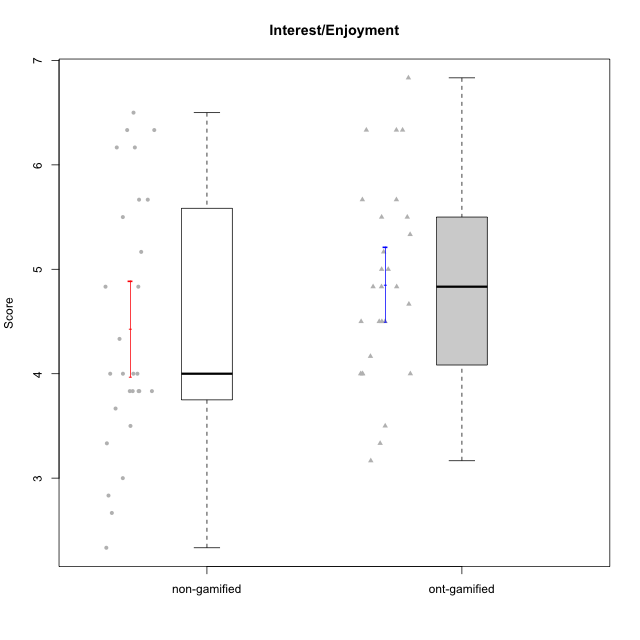 Interest/Enjoyment
7
6
5
4
3
Score
non-gamified
ont-gamified